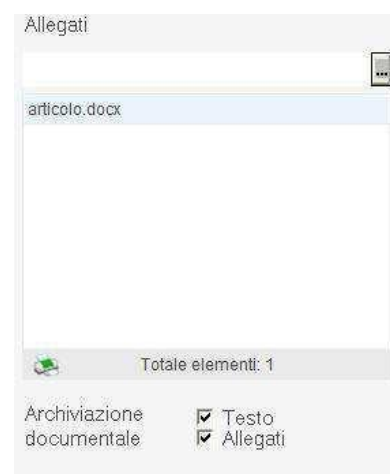 Allegati
...
articolo.docx
Totale elementi: 1
Archiviazione
documentale
Testo
Allegati